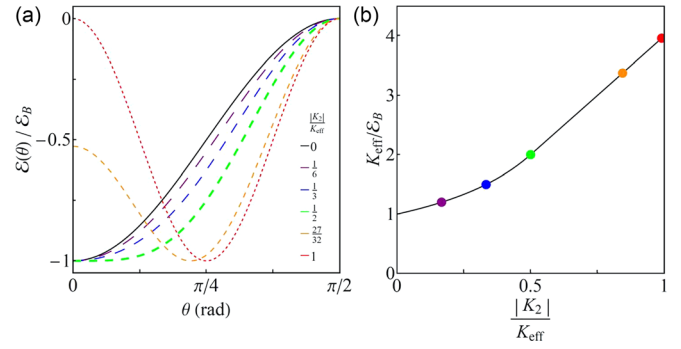 (a)
0
−0.5
−1
ℰ(θ) / ℰ_B
0
π/4
π/2
θ (rad)
|K₂|
K_eff
0
1/6
1/3
1/2
27/32
1
(b)
4
3
2
1
0
K_eff/ℰ_B
0
0.5
1
|K₂|
K_eff